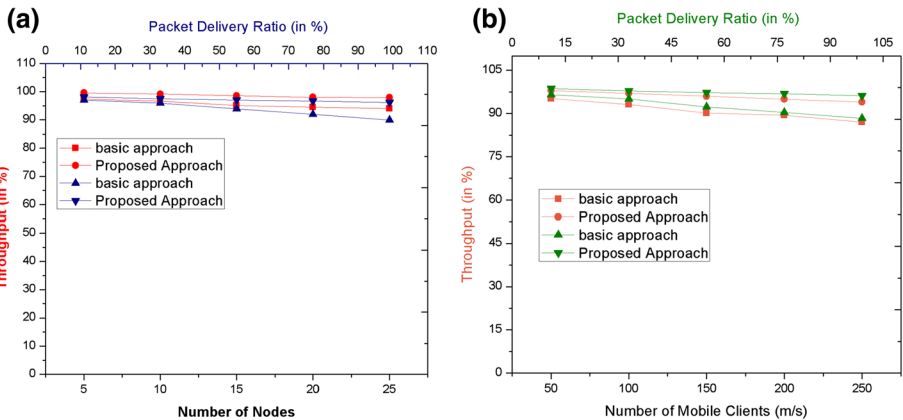 (a)
Packet Delivery Ratio (in %)
0 10 20 30 40 50 60 70 80 90 100 110
110
100
90
80
70
60
50
40
30
20
10
0
Throughput (in %)
basic approach
Proposed Approach
basic approach
Proposed Approach
5 10 15 20 25
Number of Nodes
(b)
Packet Delivery Ratio (in %)
0 15 30 45 60 75 90 105
105
90
75
60
45
30
15
0
Throughput (in %)
basic approach
Proposed Approach
basic approach
Proposed Approach
50 100 150 200 250
Number of Mobile Clients (m/s)